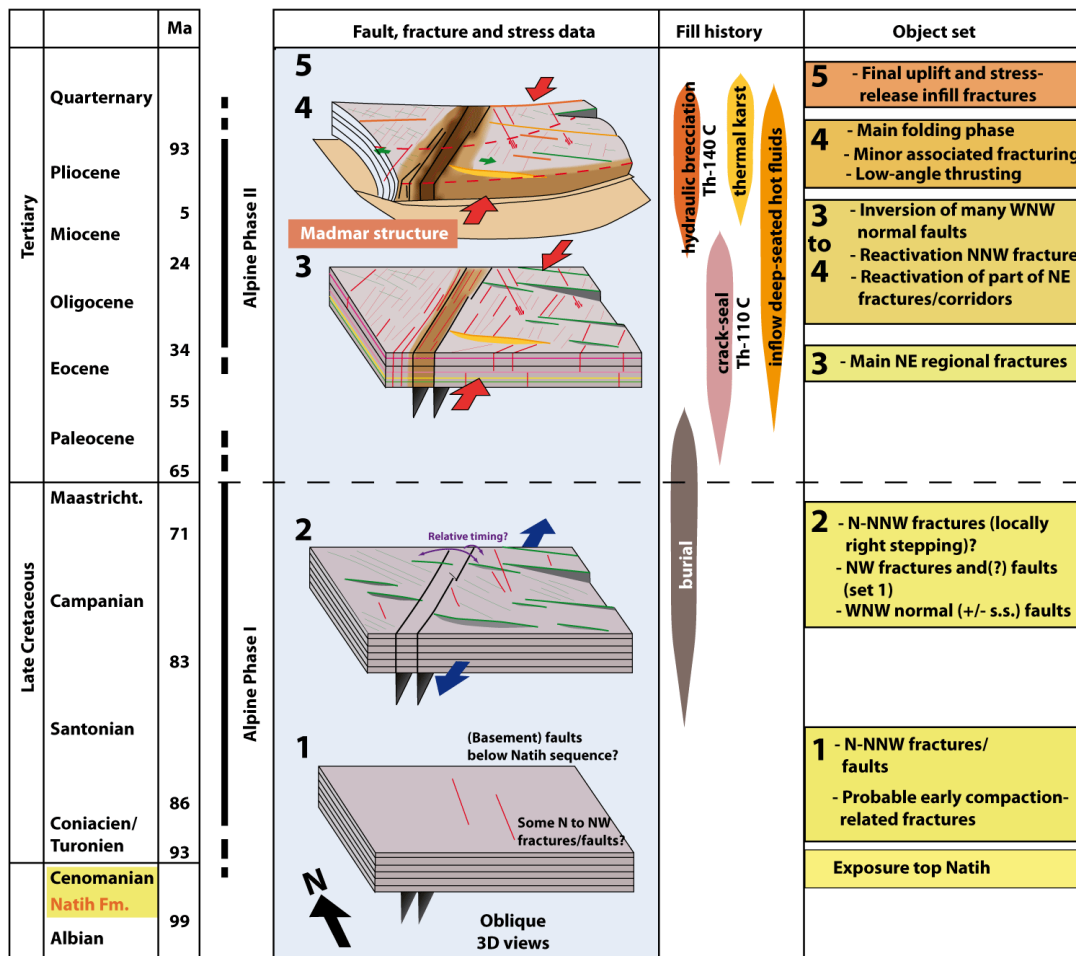 Ma
Fault, fracture and stress data
Fill history
Object set
Tertiary
Quarternary
93
Pliocene
5
Miocene
24
Oligocene
34
Eocene
55
Paleocene
65
Late Cretaceous
Maastricht.
71
Campanian
83
Santonian
86
Coniacien/
Turonien
93
Cenomanian
Natih Fm.
99
Albian
Alpine Phase II
Alpine Phase I
5
4
Madmar structure
3
2
Relative timing?
1
(Basement) faults
below Natih sequence?
Some N to NW
fractures/faults?
N
Oblique
3D views
hydraulic brecciation
Th-140 C
thermal karst
inflow deep-seated hot fluids
crack-seal
Th-110 C
burial
5
- Final uplift and stress-
release infill fractures
4
- Main folding phase
- Minor associated fracturing
- Low-angle thrusting
3
to
4
- Inversion of many WNW
normal faults
- Reactivation NNW fracture
- Reactivation of part of NE
fractures/corridors
3 - Main NE regional fractures
2
- N-NNW fractures (locally
right stepping)?
- NW fractures and(?) faults
(set 1)
- WNW normal (+/- s.s.) faults
1
- N-NNW fractures/
faults
- Probable early compaction-
related fractures
Exposure top Natih